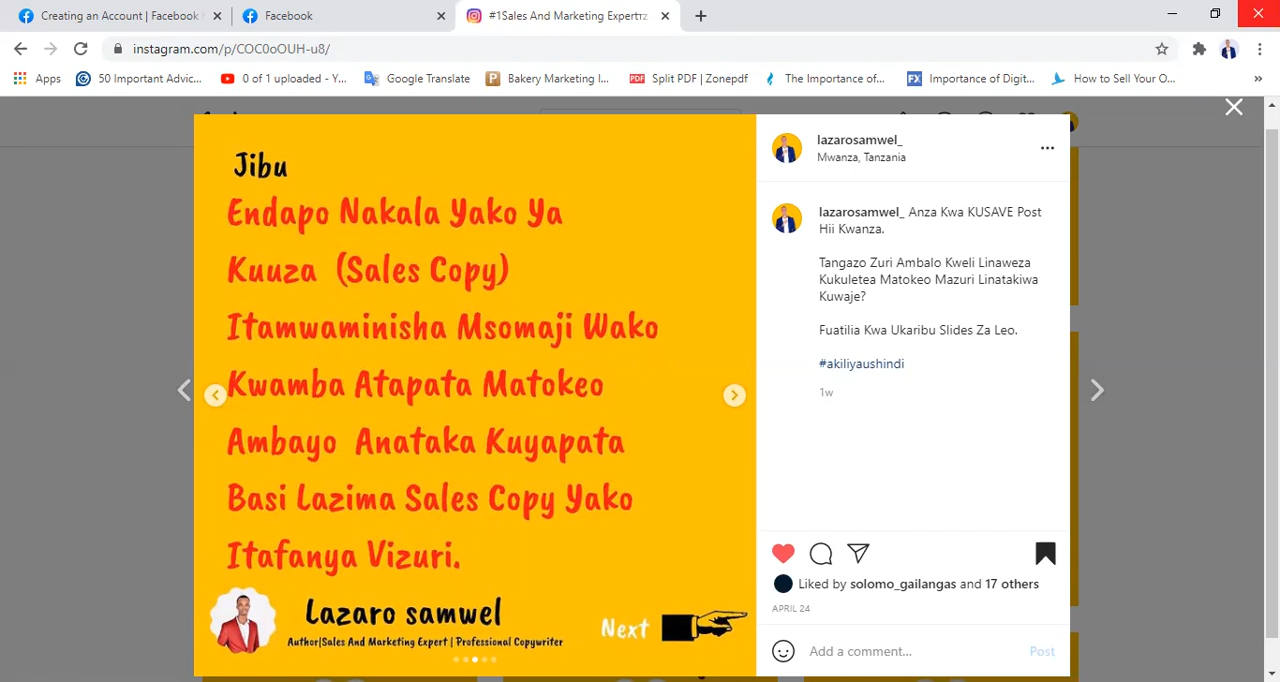 Creating an Account | Facebook
Facebook
#1Sales And Marketing Expert
instagram.com/p/COC0oOUH-u8/
Apps
50 Important Advic...
0 of 1 uploaded - Y...
Google Translate
Bakery Marketing I...
Split PDF | Zonepdf
The Importance of...
Importance of Digit...
How to Sell Your O...
Jibu
Endapo Nakala Yako Ya
Kuuza (Sales Copy)
Itamwaminisha Msomaji Wako
Kwamba Atapata Matokeo
Ambayo Anataka Kuyapata
Basi Lazima Sales Copy Yako
Itafanya Vizuri.
Lazaro samwel
Author|Sales And Marketing Expert | Professional Copywriter
Next
lazarosamwel_
Mwanza, Tanzania
lazarosamwel_ Anza Kwa KUSAVE Post
Hii Kwanza.
Tangazo Zuri Ambalo Kweli Linaweza
Kukuletea Matokeo Mazuri Linatakiwa
Kuwaje?
Fuatilia Kwa Ukaribu Slides Za Leo.
#akiliyaushindi
1w
Liked by solomo_gailangas and 17 others
APRIL 24
Add a comment...
Post